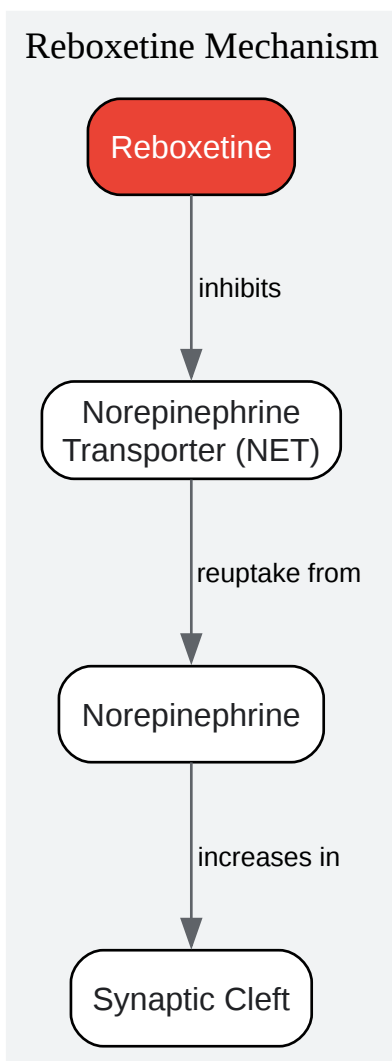 Reboxetine Mechanism
Reboxetine
inhibits
Norepinephrine
Transporter (NET)
reuptake from
Norepinephrine
increases in
Synaptic Cleft